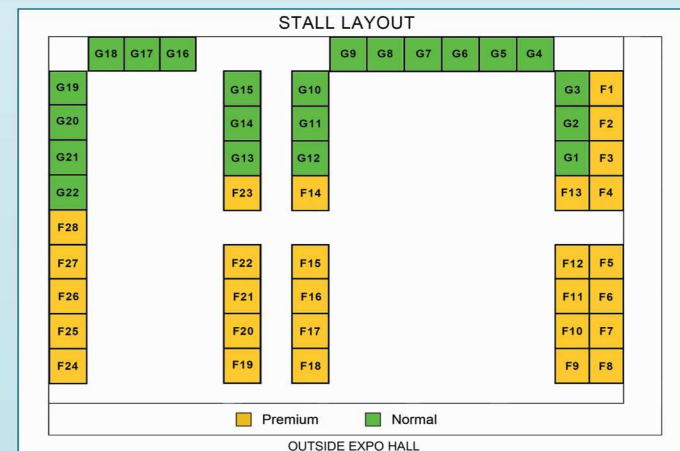 STALL LAYOUT
G18 G17 G16 G9 G8 G7 G6 G5 G4
G19 G15 G10 G3 F1
G20 G14 G11 G2 F2
G21 G13 G12 G1 F3
G22 F23 F14 F13 F4
F28
F27 F22 F15 F12 F5
F26 F21 F16 F11 F6
F25 F20 F17 F10 F7
F24 F19 F18 F9 F8
Premium Normal
OUTSIDE EXPO HALL